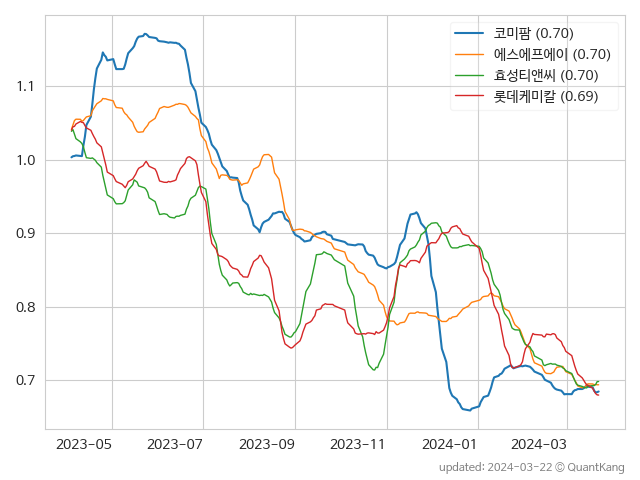 코미팜 (0.70)
에스에프에이 (0.70)
효성티앤씨 (0.70)
롯데케미칼 (0.69)
1.1
1.0
0.9
0.8
0.7
2023-05 2023-07 2023-09 2023-11 2024-01 2024-03
updated: 2024-03-22 © QuantKang